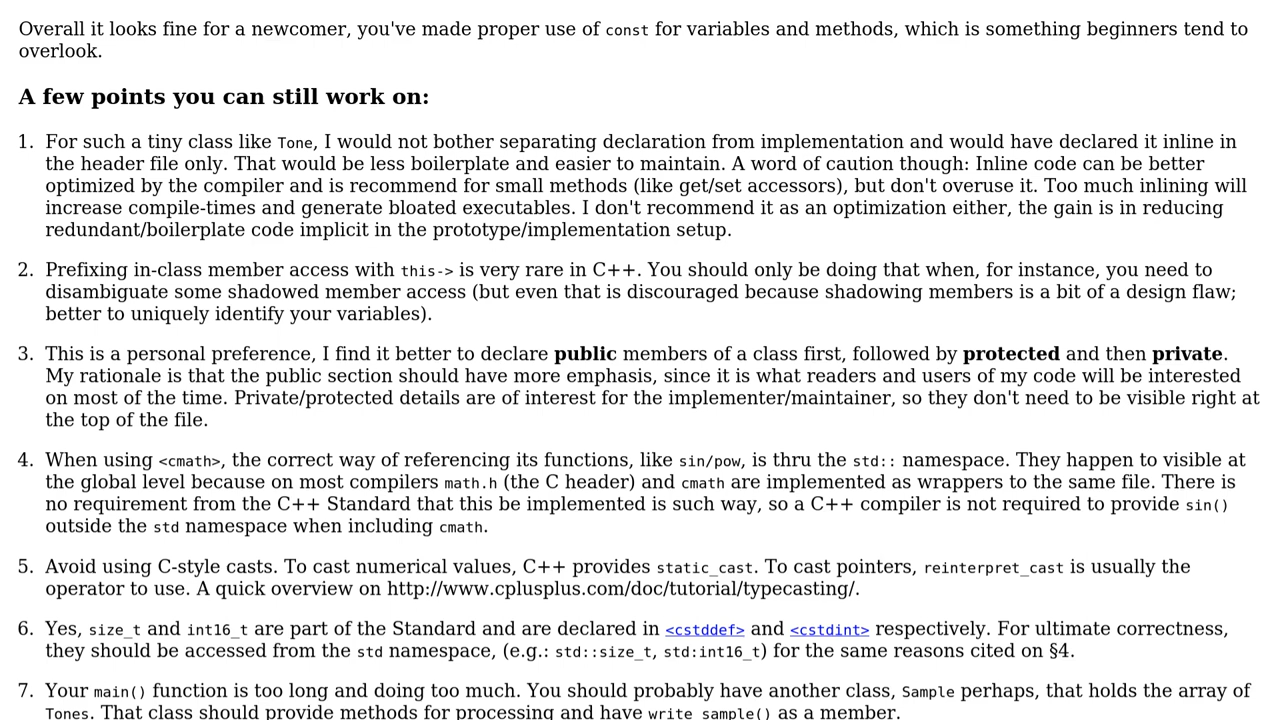 Overall it looks fine for a newcomer, you've made proper use of const for variables and methods, which is something beginners tend to
overlook.
A few points you can still work on:
1. For such a tiny class like Tone, I would not bother separating declaration from implementation and would have declared it inline in
the header file only. That would be less boilerplate and easier to maintain. A word of caution though: Inline code can be better
optimized by the compiler and is recommend for small methods (like get/set accessors), but don't overuse it. Too much inlining will
increase compile-times and generate bloated executables. I don't recommend it as an optimization either, the gain is in reducing
redundant/boilerplate code implicit in the prototype/implementation setup.
2. Prefixing in-class member access with this-> is very rare in C++. You should only be doing that when, for instance, you need to
disambiguate some shadowed member access (but even that is discouraged because shadowing members is a bit of a design flaw;
better to uniquely identify your variables).
3. This is a personal preference, I find it better to declare public members of a class first, followed by protected and then private.
My rationale is that the public section should have more emphasis, since it is what readers and users of my code will be interested
on most of the time. Private/protected details are of interest for the implementer/maintainer, so they don't need to be visible right at
the top of the file.
4. When using <cmath>, the correct way of referencing its functions, like sin/pow, is thru the std:: namespace. They happen to visible at
the global level because on most compilers math.h (the C header) and cmath are implemented as wrappers to the same file. There is
no requirement from the C++ Standard that this be implemented is such way, so a C++ compiler is not required to provide sin()
outside the std namespace when including cmath.
5. Avoid using C-style casts. To cast numerical values, C++ provides static_cast. To cast pointers, reinterpret_cast is usually the
operator to use. A quick overview on http://www.cplusplus.com/doc/tutorial/typecasting/.
6. Yes, size_t and int16_t are part of the Standard and are declared in <cstddef> and <cstdint> respectively. For ultimate correctness,
they should be accessed from the std namespace, (e.g.: std::size_t, std:int16_t) for the same reasons cited on §4.
7. Your main() function is too long and doing too much. You should probably have another class, Sample perhaps, that holds the array of
Tones. That class should provide methods for processing and have write_sample() as a member.